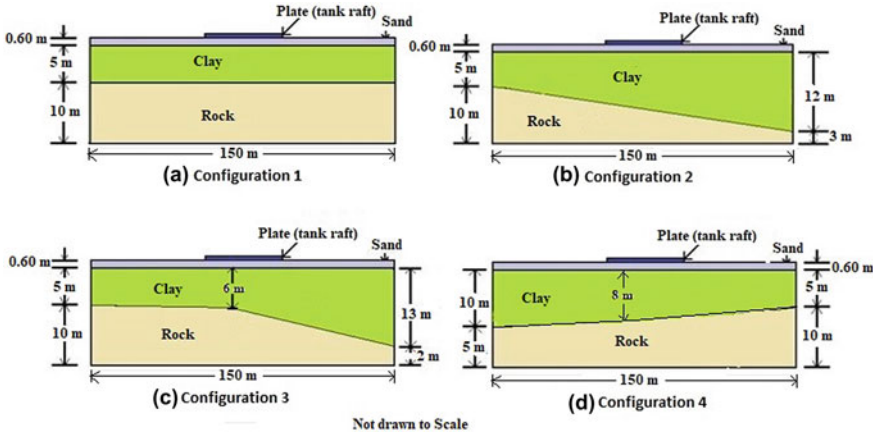 Plate (tank raft)
Sand
0.60 m
5 m
10 m
Clay
Rock
150 m
(a) Configuration 1
Plate (tank raft)
Sand
0.60 m
5 m
10 m
Clay
Rock
12 m
3 m
150 m
(b) Configuration 2
Plate (tank raft)
Sand
0.60 m
5 m
10 m
Clay
6 m
Rock
13 m
2 m
150 m
(c) Configuration 3
Plate (tank raft)
Sand
0.60 m
10 m
5 m
Clay
8 m
Rock
5 m
10 m
150 m
(d) Configuration 4
Not drawn to Scale